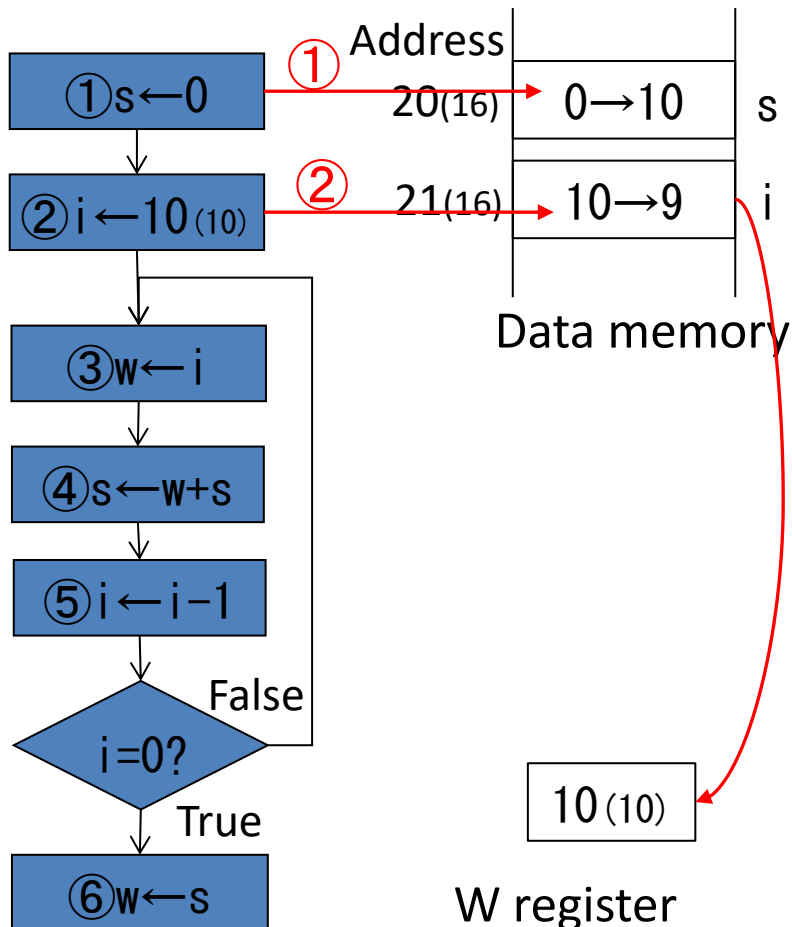 ①s←0
②i←10(10)
③w←i
④s←w+s
⑤i←i-1
i=0?
False
True
⑥w←s
①
②
Address
20(16)
0→10
s
21(16)
10→9
i
Data memory
10(10)
W register